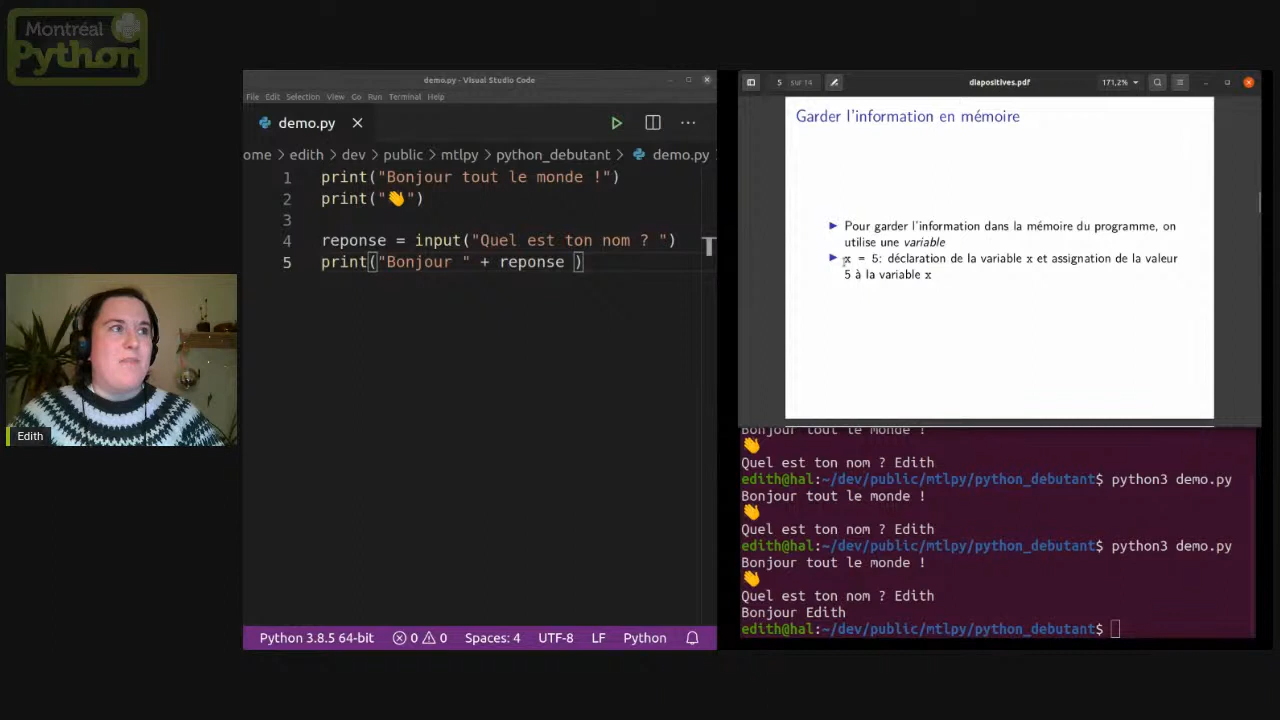 Montréal
Python
demo.py - Visual Studio Code
File Edit Selection View Go Run Terminal Help
demo.py
ome > edith > dev > public > mtlpy > python_debutant > demo.py
1 print("Bonjour tout le monde !")
2 print("👋")
3
4 reponse = input("Quel est ton nom ? ")
5 print("Bonjour " + reponse )
Python 3.8.5 64-bit 0 0 Spaces: 4 UTF-8 LF Python
Edith
5 sur 14 diapositives.pdf 171,2%
Garder l'information en mémoire
Pour garder l'information dans la mémoire du programme, on
utilise une variable
x = 5: déclaration de la variable x et assignation de la valeur
5 à la variable x
Bonjour tout le monde !
👋
Quel est ton nom ? Edith
edith@hal:~/dev/public/mtlpy/python_debutant$ python3 demo.py
Bonjour tout le monde !
👋
Quel est ton nom ? Edith
edith@hal:~/dev/public/mtlpy/python_debutant$ python3 demo.py
Bonjour tout le monde !
👋
Quel est ton nom ? Edith
Bonjour Edith
edith@hal:~/dev/public/mtlpy/python_debutant$